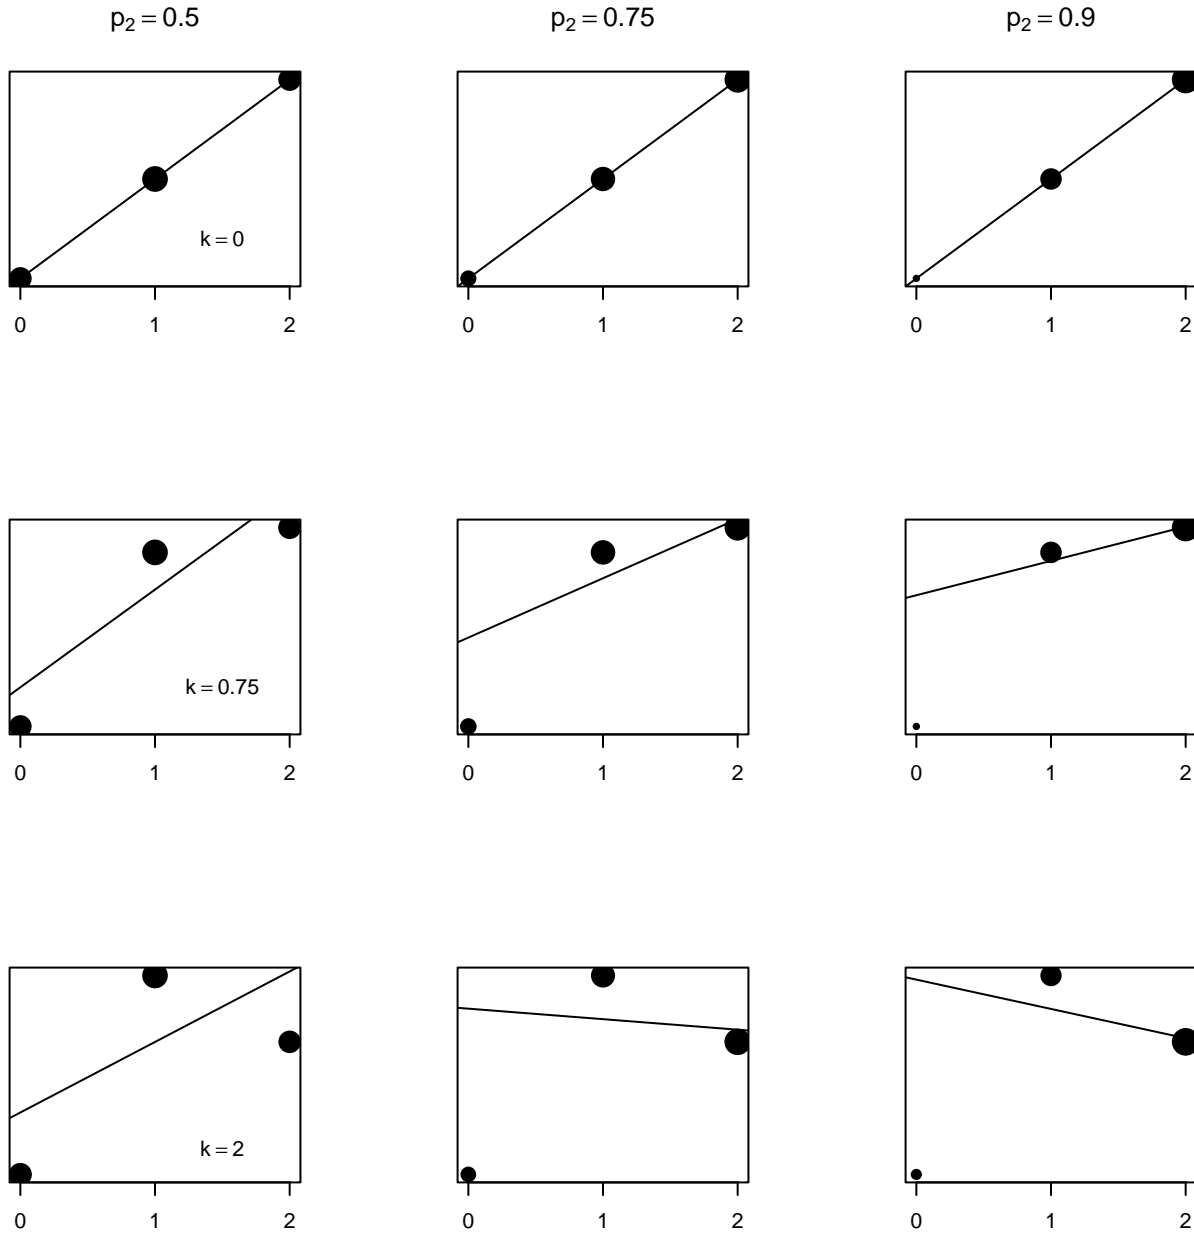 p₂ = 0.5 p₂ = 0.75 p₂ = 0.9
k = 0
0 1 2 0 1 2 0 1 2
k = 0.75
0 1 2 0 1 2 0 1 2
k = 2
0 1 2 0 1 2 0 1 2